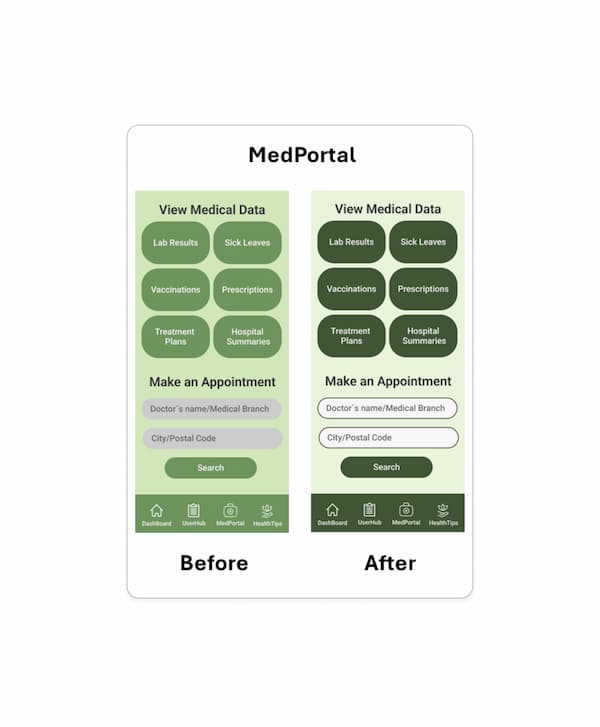 MedPortal
View Medical Data
Lab Results
Sick Leaves
Vaccinations
Prescriptions
Treatment
Plans
Hospital
Summaries
Make an Appointment
Doctor´s name/Medical Branch
City/Postal Code
Search
DashBoard
UserHub
MedPortal
HealthTips
Before
View Medical Data
Lab Results
Sick Leaves
Vaccinations
Prescriptions
Treatment
Plans
Hospital
Summaries
Make an Appointment
Doctor´s name/Medical Branch
City/Postal Code
Search
DashBoard
UserHub
MedPortal
HealthTips
After